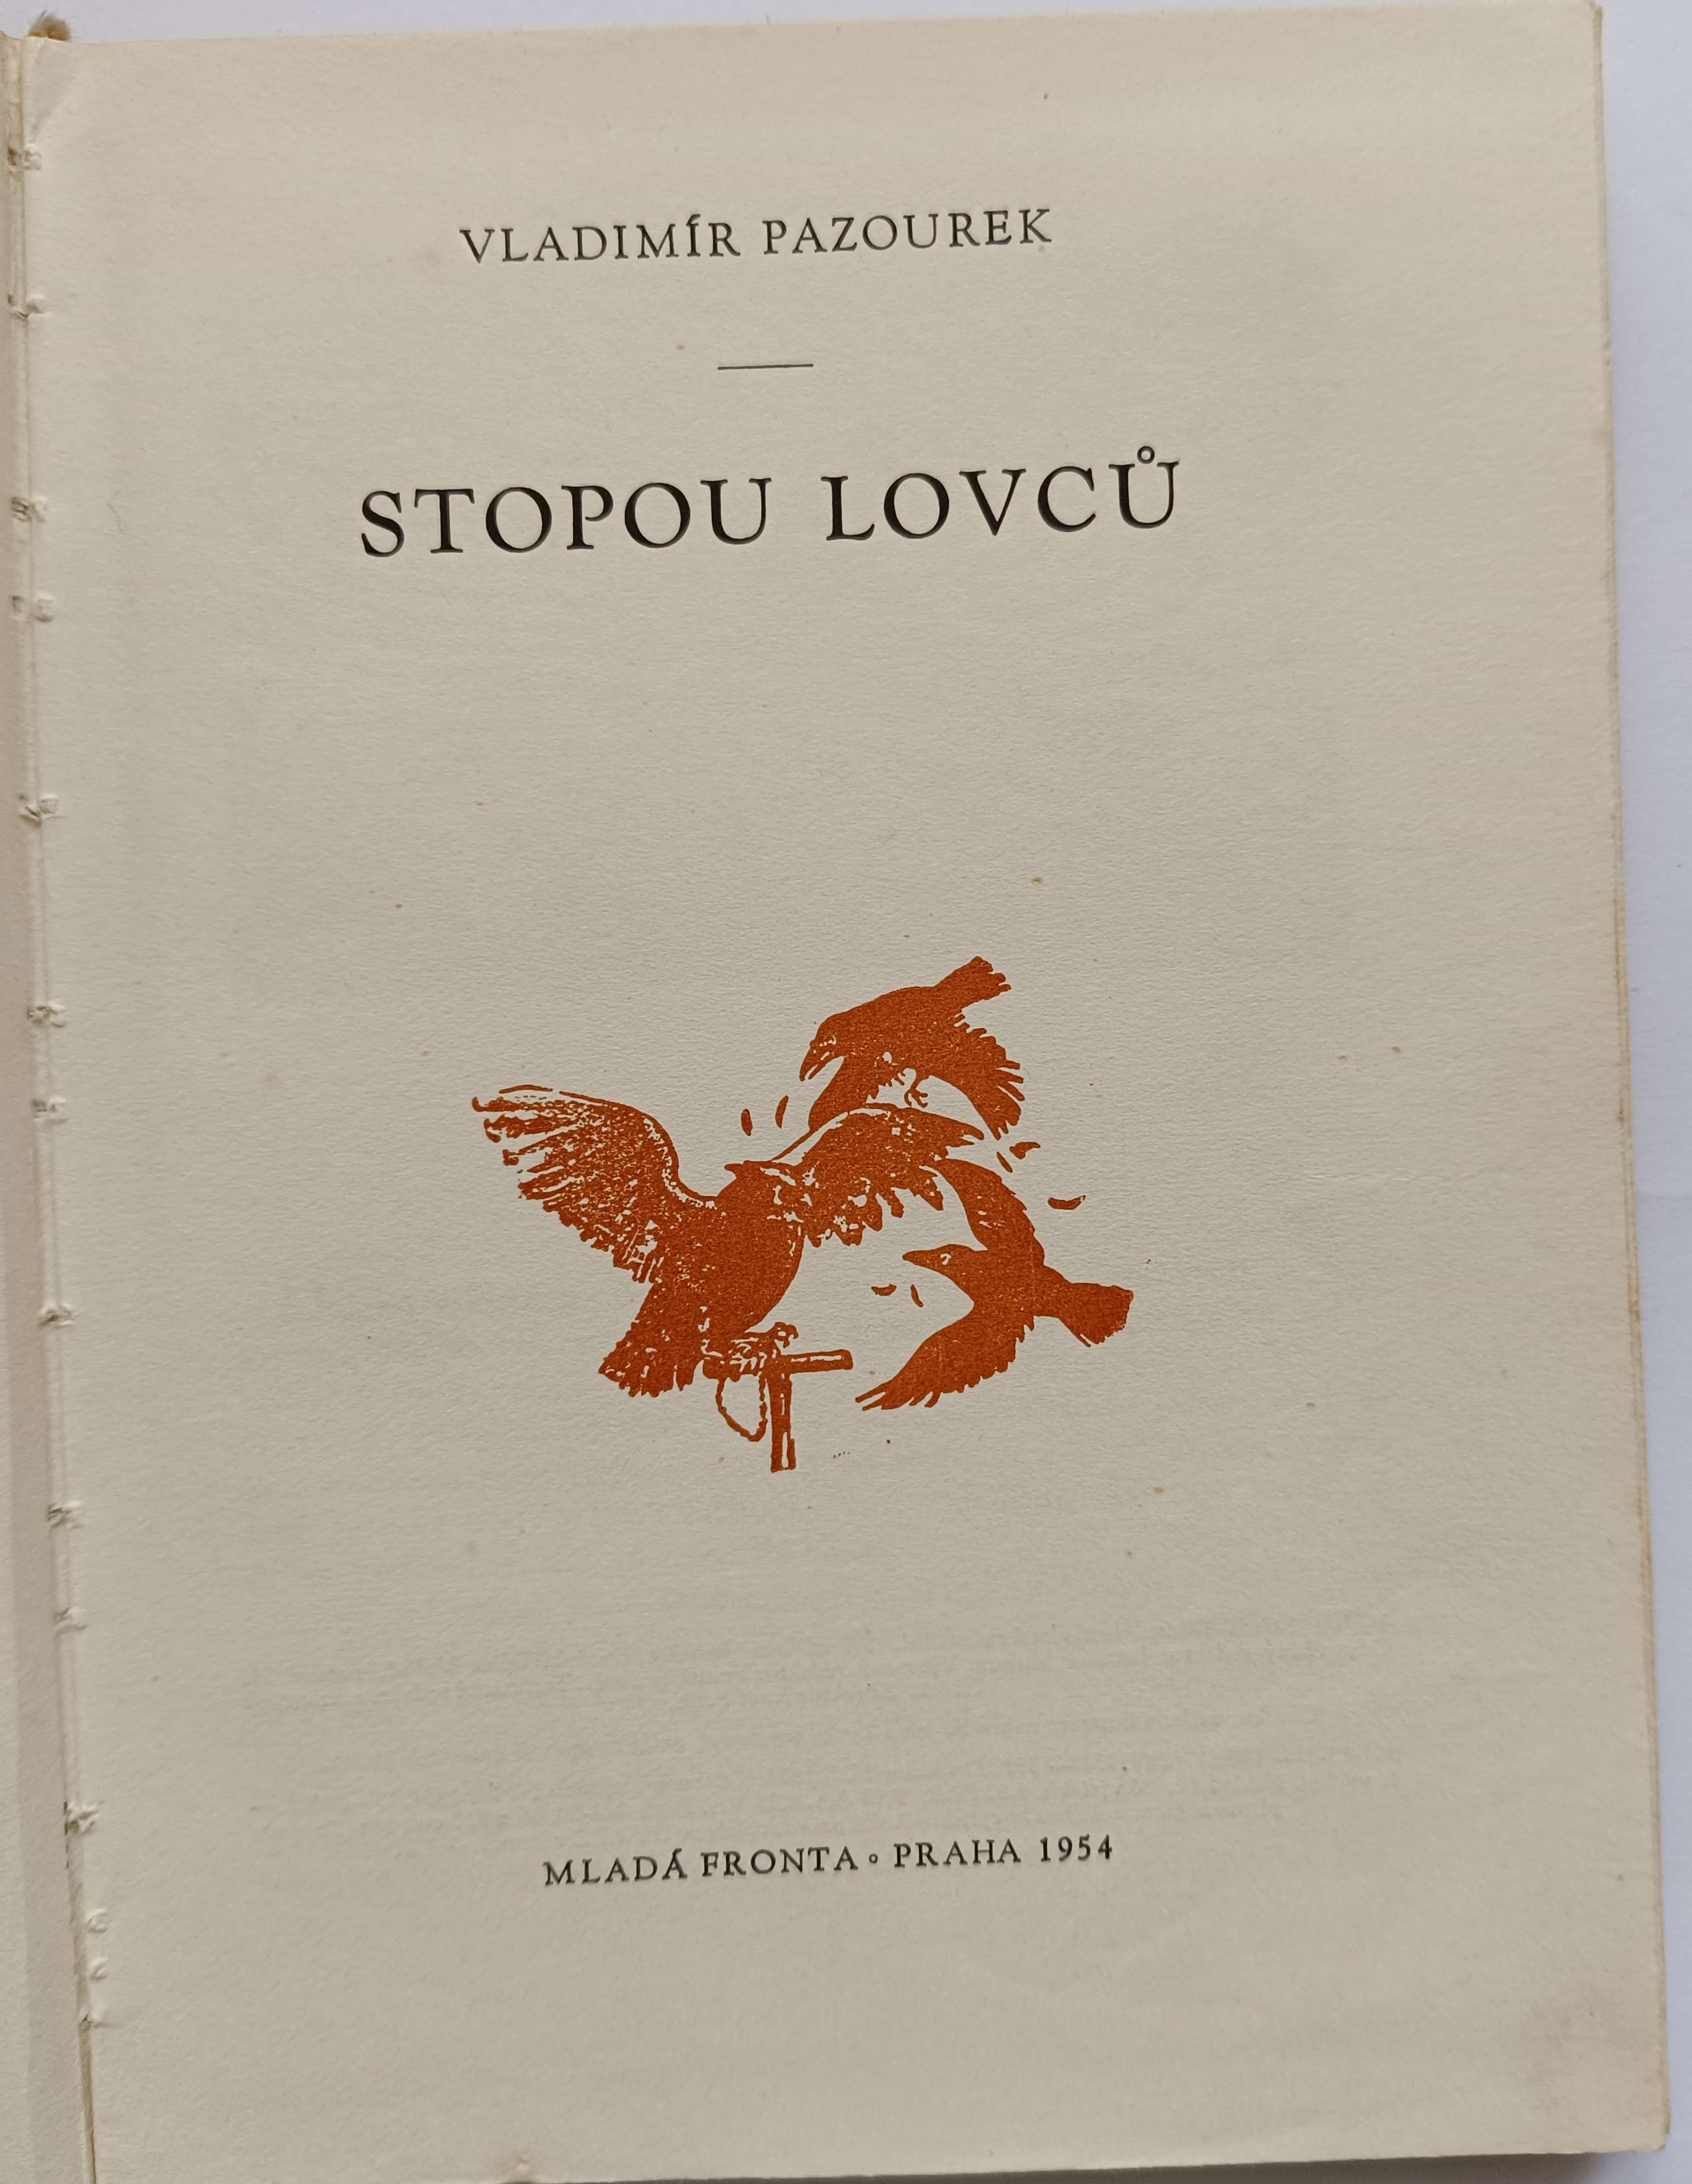 VLADIMÍR PAZOUREK
STOPOU LOVCŮ
MLADÁ FRONTA ∘ PRAHA 1954